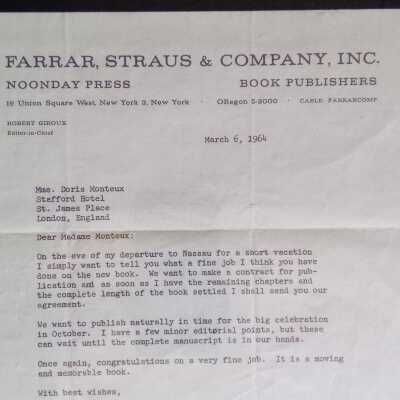 FARRAR, STRAUS & COMPANY, INC.
NOONDAY PRESS BOOK PUBLISHERS
19 Union Square West, New York 3, New York · ORegon 5-3000 · CABLE: FARRARCOMP
ROBERT GIROUX
Editor-in-Chief
March 6, 1964
Mme. Doris Monteux
Stafford Hotel
St. James Place
London, England
Dear Madame Monteux:
On the eve of my departure to Nassau for a short vacation
I simply want to tell you what a fine job I think you have
done on the new book. We want to make a contract for pub-
lication and as soon as I have the remaining chapters and
the complete length of the book settled I shall send you our
agreement.
We want to publish naturally in time for the big celebration
in October. I have a few minor editorial points, but these
can wait until the complete manuscript is in our hands.
Once again, congratulations on a very fine job. It is a moving
and memorable book.
With best wishes,